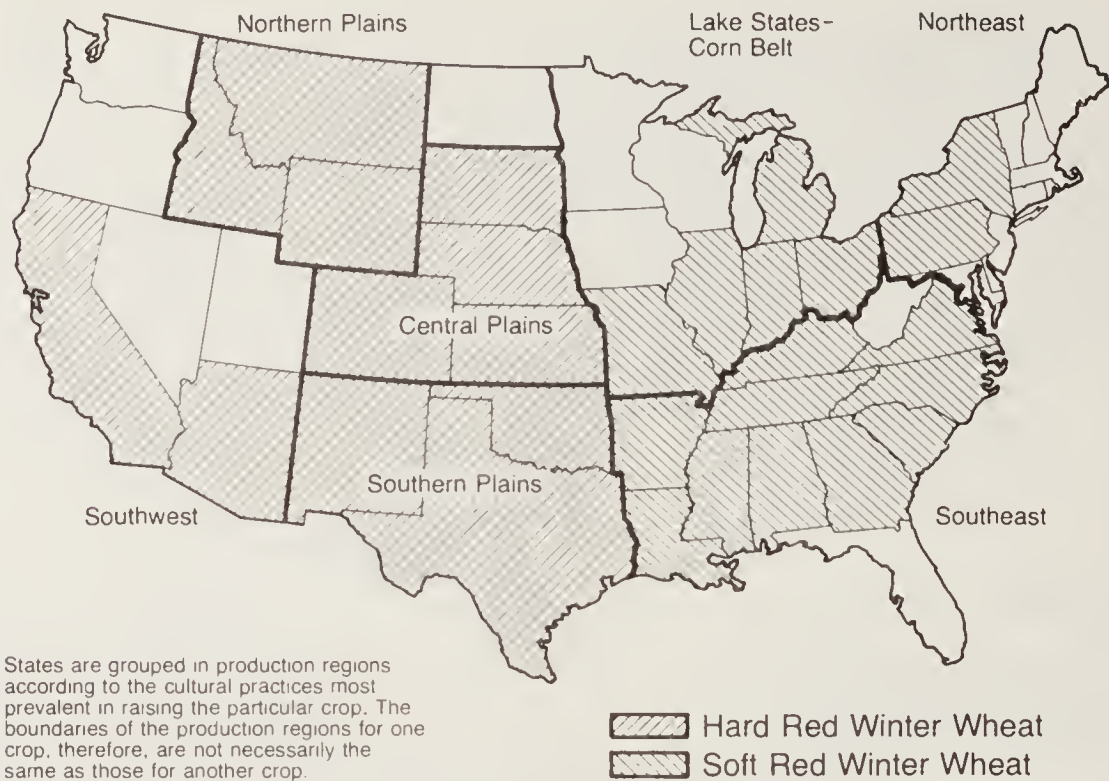 Northern Plains
Lake States-
Corn Belt
Northeast
Central Plains
Southern Plains
Southwest
Southeast
States are grouped in production regions
according to the cultural practices most
prevalent in raising the particular crop. The
boundaries of the production regions for one
crop, therefore, are not necessarily the
same as those for another crop.
Hard Red Winter Wheat
Soft Red Winter Wheat